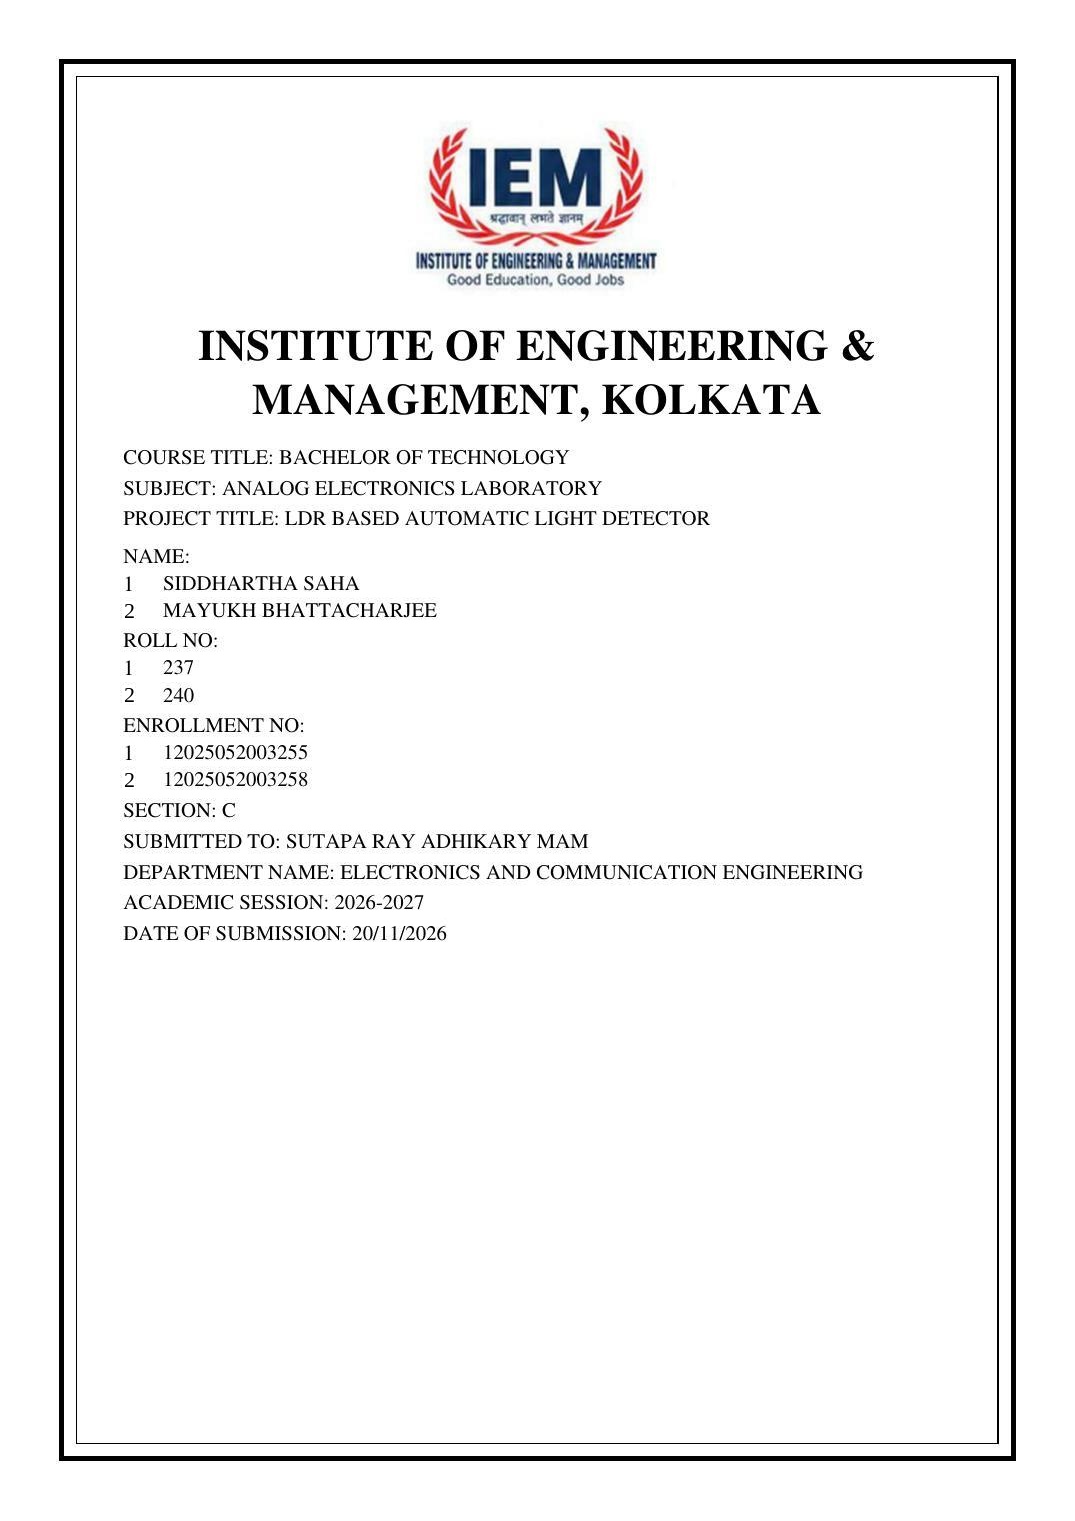 IEM
श्रद्धावान् लभते ज्ञानम्
INSTITUTE OF ENGINEERING & MANAGEMENT
Good Education, Good Jobs
INSTITUTE OF ENGINEERING &
MANAGEMENT, KOLKATA
COURSE TITLE: BACHELOR OF TECHNOLOGY
SUBJECT: ANALOG ELECTRONICS LABORATORY
PROJECT TITLE: LDR BASED AUTOMATIC LIGHT DETECTOR
NAME:
1 SIDDHARTHA SAHA
2 MAYUKH BHATTACHARJEE
ROLL NO:
1 237
2 240
ENROLLMENT NO:
1 12025052003255
2 12025052003258
SECTION: C
SUBMITTED TO: SUTAPA RAY ADHIKARY MAM
DEPARTMENT NAME: ELECTRONICS AND COMMUNICATION ENGINEERING
ACADEMIC SESSION: 2026-2027
DATE OF SUBMISSION: 20/11/2026